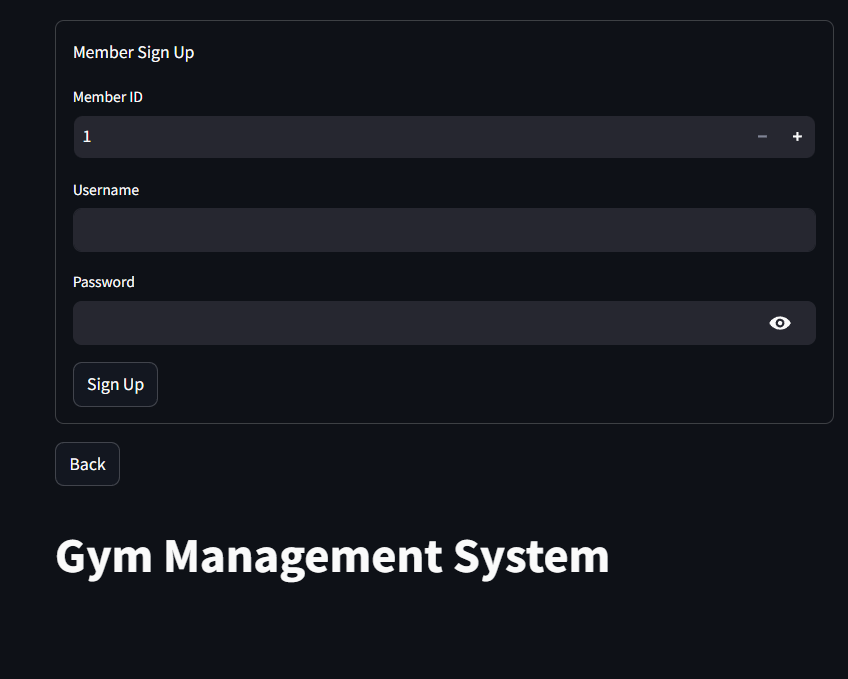 Member Sign Up
Member ID
1
Username
Password
Sign Up
Back
Gym Management System